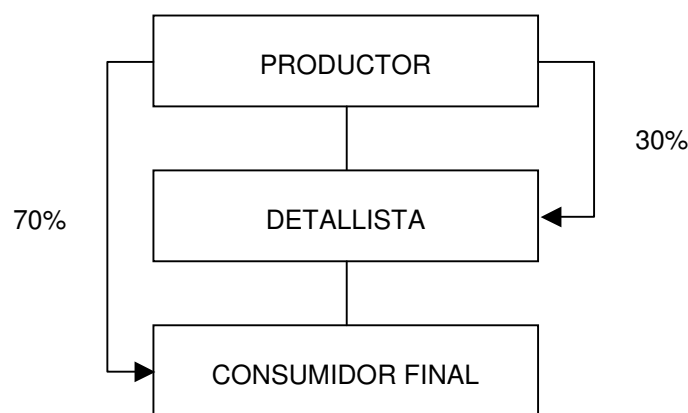 PRODUCTOR
30%
DETALLISTA
70%
CONSUMIDOR FINAL